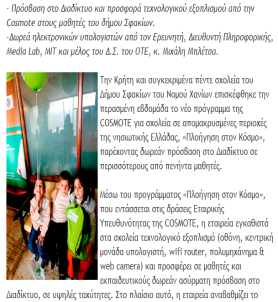 - Πρόσβαση στο Διαδίκτυο και προσφορά τεχνολογικού εξοπλισμού από την
Cosmote στους μαθητές του δήμου Σφακίων.
-Δωρεά ηλεκτρονικών υπολογιστών από τον Ερευνητή, Διευθυντή Πληροφορικής,
Media Lab, MIT και μέλος του Δ.Σ. του ΟΤΕ, κ. Μιχάλη Μπλέτσα.
Την Κρήτη και συγκεκριμένα πέντε σχολεία του
Δήμου Σφακίων του Νομού Χανίων επισκέφθηκε την
περασμένη εβδομάδα το νέο πρόγραμμα της
COSMOTE για σχολεία σε απομακρυσμένες περιοχές
της νησιωτικής Ελλάδας, «Πλοήγηση στον Κόσμο»,
παρέχοντας δωρεάν πρόσβαση στο Διαδίκτυο σε
περισσότερους από πενήντα μαθητές.
Μέσω του προγράμματος «Πλοήγηση στον Κόσμο»,
που εντάσσεται στις δράσεις Εταιρικής
Υπευθυνότητας της COSMOTE, η εταιρεία εγκαθιστά
στα σχολεία τεχνολογικό εξοπλισμό (οθόνη, κεντρική
μονάδα υπολογιστή, wifi router, πολυμηχάνημα &
web camera) και προσφέρει σε μαθητές και
εκπαιδευτικούς δωρεάν ασύρματη πρόσβαση στο
Διαδίκτυο, σε υψηλές ταχύτητες. Στο πλαίσιο αυτό, η εταιρεία αναβαθμίζει το